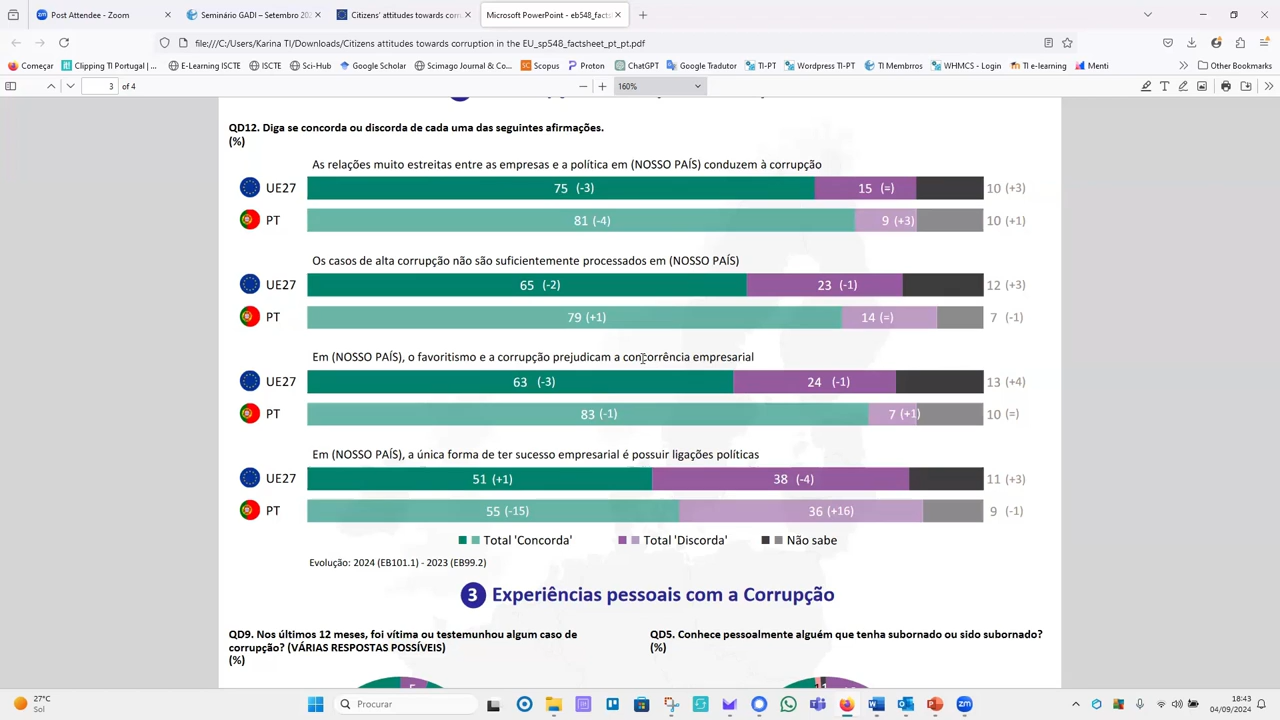 Post Attendee - Zoom
Seminário GADI – Setembro 202
Citizens' attitudes towards corr
Microsoft PowerPoint - eb548_facts
file:///C:/Users/Karina TI/Downloads/Citizens attitudes towards corruption in the EU_sp548_factsheet_pt_pt.pdf
Começar
Clipping TI Portugal | ...
E-Learning ISCTE
ISCTE
Sci-Hub
Google Scholar
Scimago Journal & Co...
Scopus
Proton
ChatGPT
Google Tradutor
TI-PT
Wordpress TI-PT
TI Membrros
WHMCS - Login
TI e-learning
Menti
Other Bookmarks
3 of 4
160%
QD12. Diga se concorda ou discorda de cada uma das seguintes afirmações.
(%)
As relações muito estreitas entre as empresas e a política em (NOSSO PAÍS) conduzem à corrupção
UE27 75 (-3) 15 (=) 10 (+3)
PT 81 (-4) 9 (+3) 10 (+1)
Os casos de alta corrupção não são suficientemente processados em (NOSSO PAÍS)
UE27 65 (-2) 23 (-1) 12 (+3)
PT 79 (+1) 14 (=) 7 (-1)
Em (NOSSO PAÍS), o favoritismo e a corrupção prejudicam a concorrência empresarial
UE27 63 (-3) 24 (-1) 13 (+4)
PT 83 (-1) 7 (+1) 10 (=)
Em (NOSSO PAÍS), a única forma de ter sucesso empresarial é possuir ligações políticas
UE27 51 (+1) 38 (-4) 11 (+3)
PT 55 (-15) 36 (+16) 9 (-1)
Total 'Concorda' Total 'Discorda' Não sabe
Evolução: 2024 (EB101.1) - 2023 (EB99.2)
3 Experiências pessoais com a Corrupção
QD9. Nos últimos 12 meses, foi vítima ou testemunhou algum caso de
corrupção? (VÁRIAS RESPOSTAS POSSÍVEIS)
(%)
QD5. Conhece pessoalmente alguém que tenha subornado ou sido subornado?
(%)
27°C
Sol
Procurar
18:43
04/09/2024